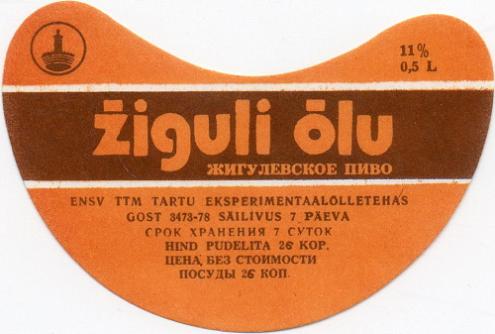 11%
0,5 L
žiguli õlu
ЖИГУЛЕВСКОЕ ПИВО
ENSV TTM TARTU EKSPERIMENTAALÕLLETEHAS
GOST 3473-78 SÄILIVUS 7 PÄEVA
СРОК ХРАНЕНИЯ 7 СУТОК
HIND PUDELITA 26 KOP.
ЦЕНА, БЕЗ СТОИМОСТИ
ПОСУДЫ 26 КОП.